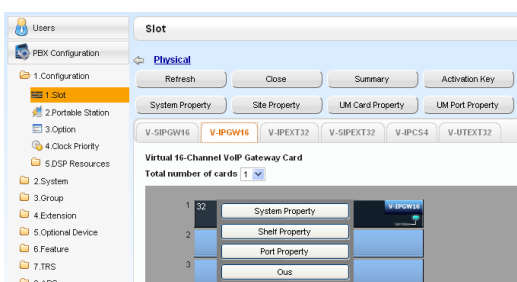 Users
Slot
PBX Configuration
Physical
1.Configuration
Refresh
Close
Summary
Activation Key
1.Slot
2.Portable Station
System Property
Site Property
UM Card Property
UM Port Property
3.Option
4.Clock Priority
V-SIPGW16
V-IPGW16
V-IPEXT32
V-SIPEXT32
V-IPCS4
V-UTEXT32
5.DSP Resources
Virtual 16-Channel VoIP Gateway Card
2.System
Total number of cards 1
3.Group
4.Extension
1 32
System Property
V-IPGW16
5.Optional Device
2
Shelf Property
6.Feature
Port Property
7.TRS
3
Ous